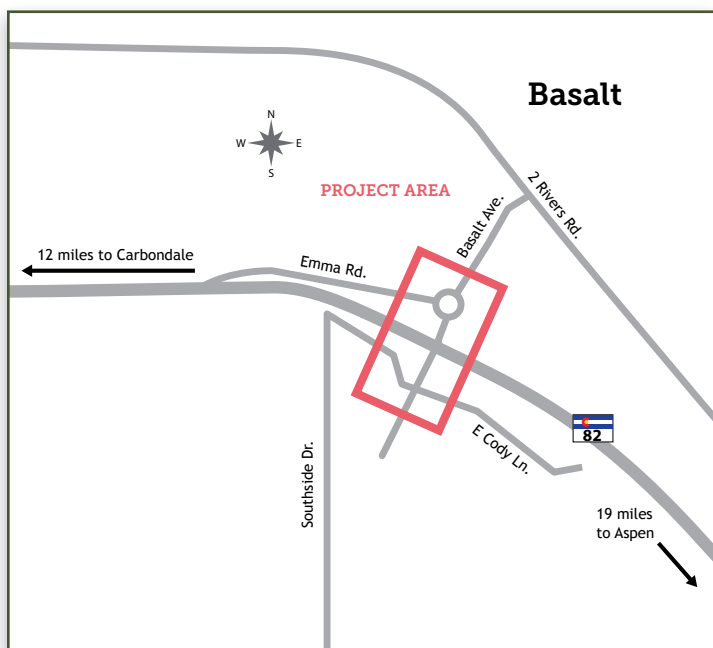 Basalt
N
W
E
S
PROJECT AREA
2 Rivers Rd.
Basalt Ave.
12 miles to Carbondale
Emma Rd.
82
E Cody Ln.
Southside Dr.
19 miles
to Aspen